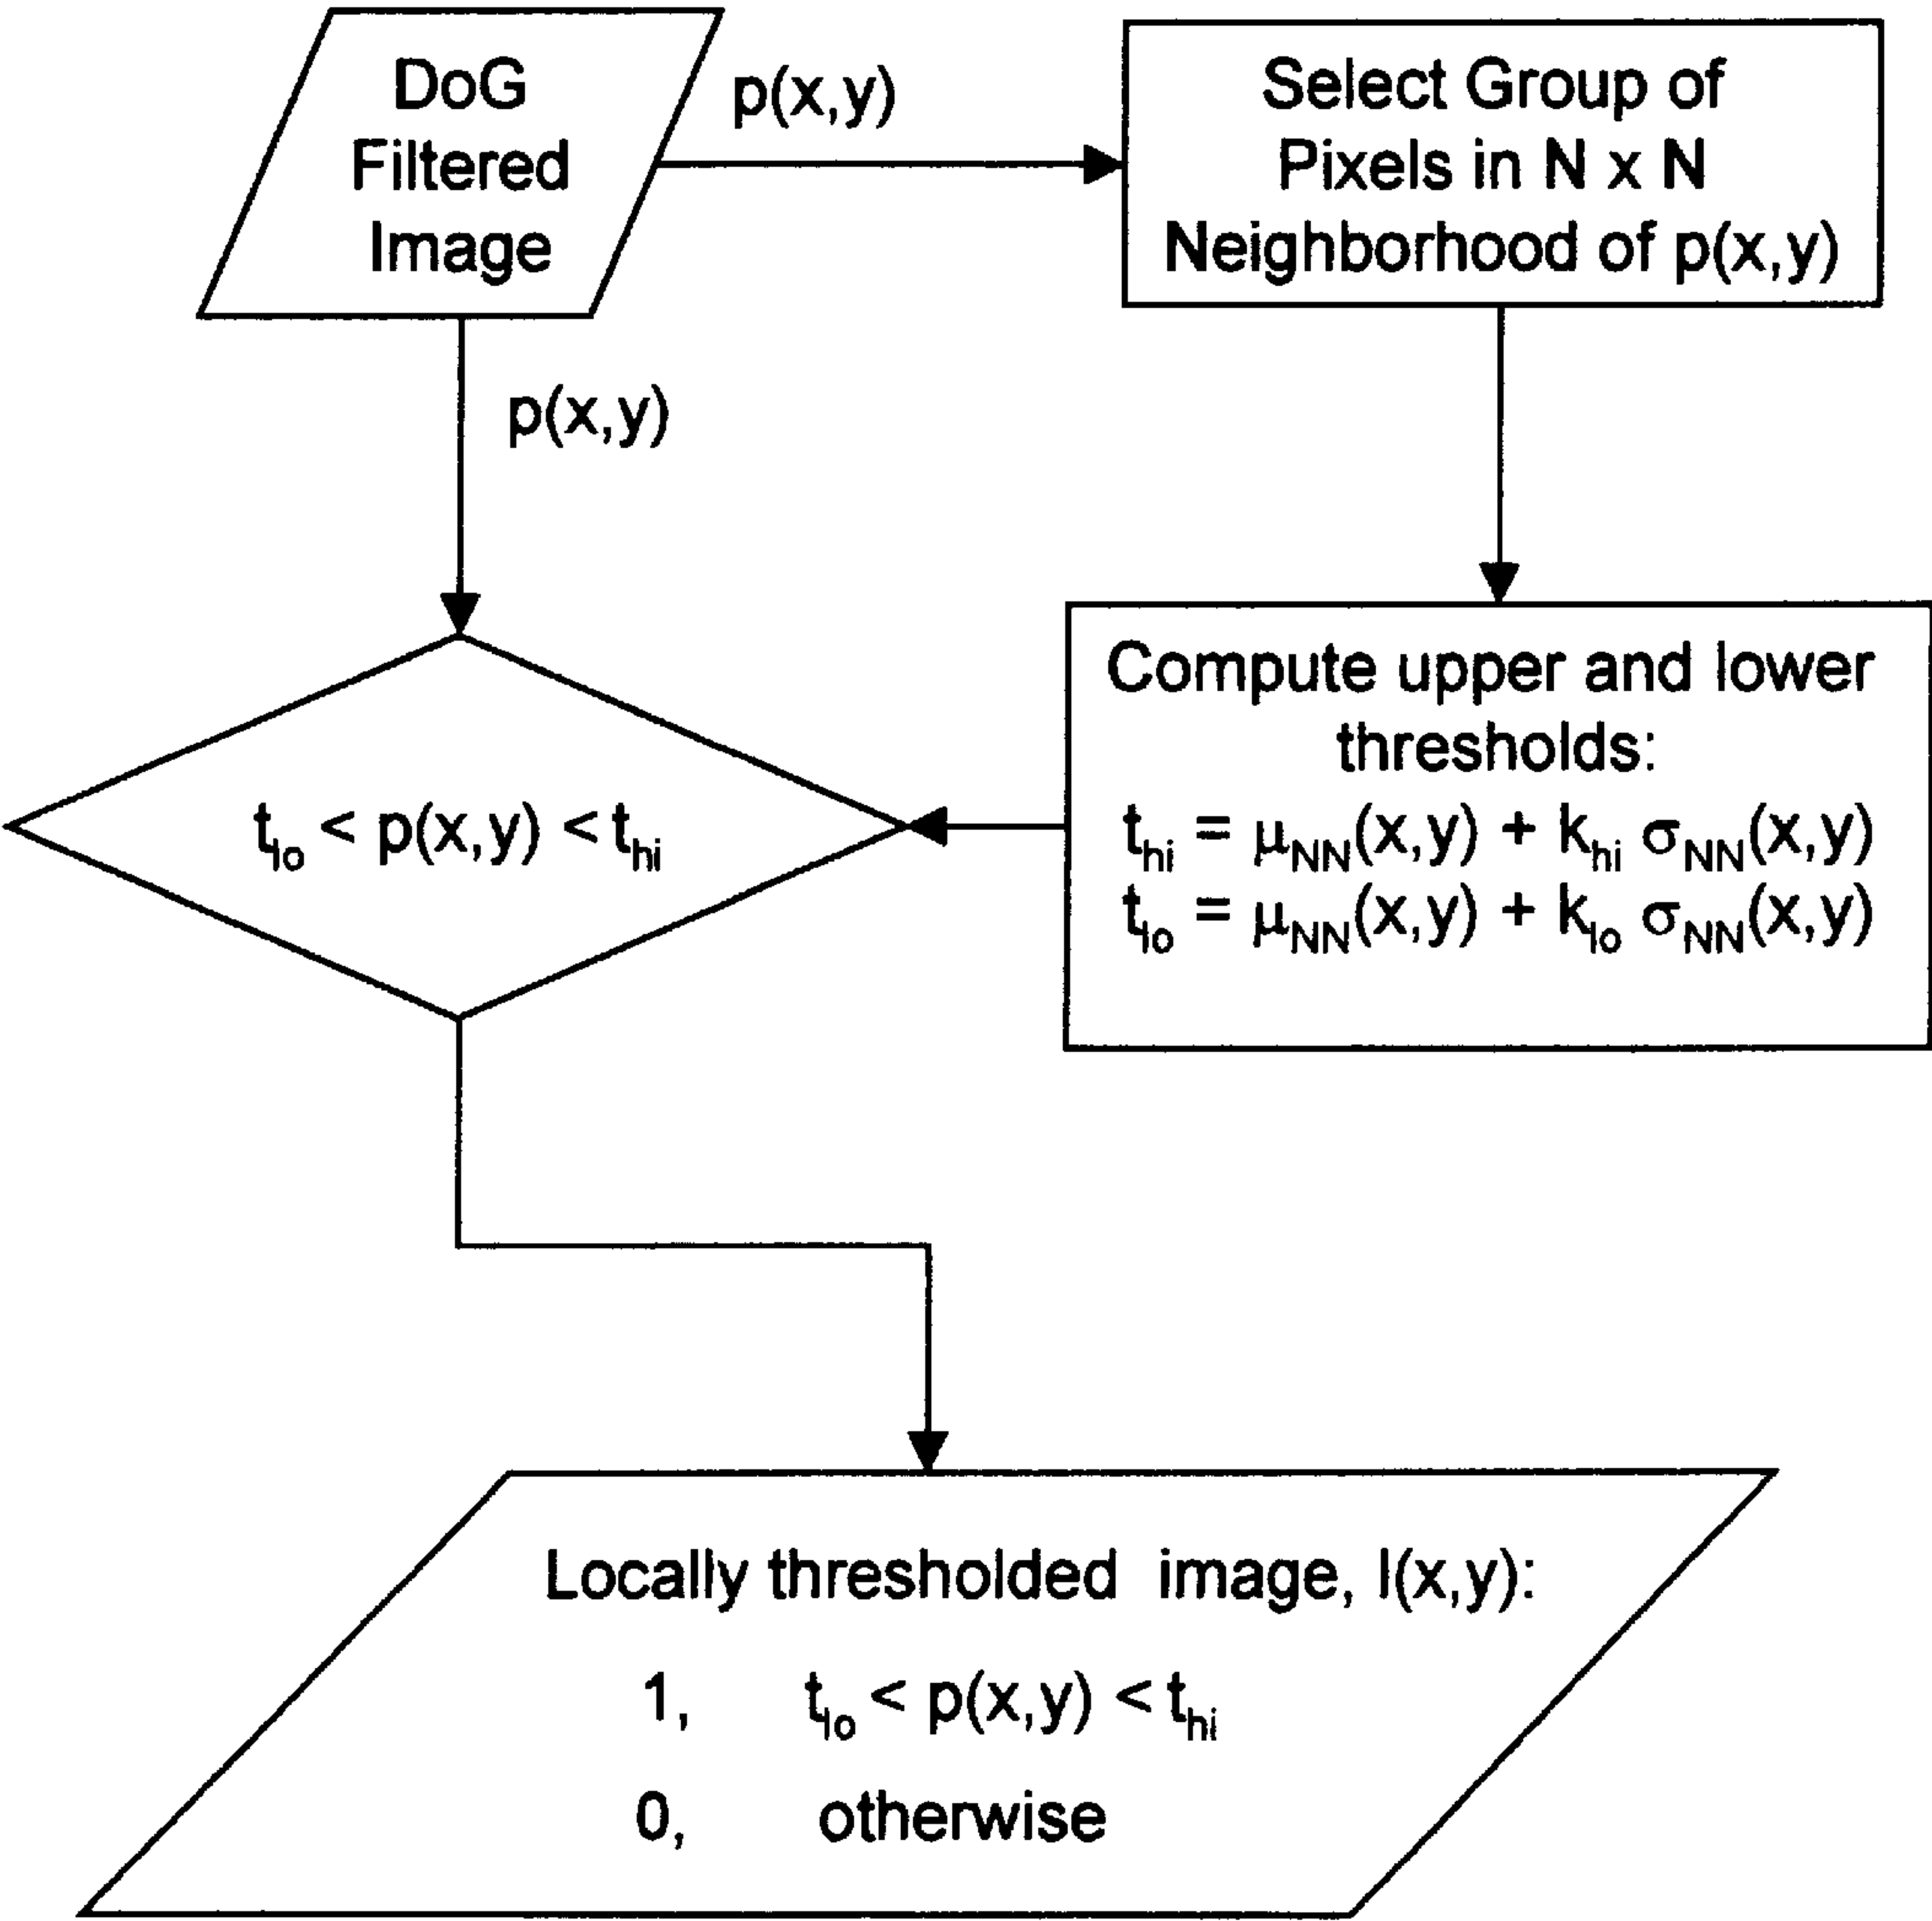 DoG
Filtered
Image
p(x,y)
Select Group of
Pixels in N x N
Neighborhood of p(x,y)
p(x,y)
t_lo < p(x,y) < t_hi
Compute upper and lower
thresholds:
t_hi = μ_NN(x,y) + k_hi σ_NN(x,y)
t_lo = μ_NN(x,y) + k_lo σ_NN(x,y)
Locally thresholded image, I(x,y):
1, t_lo < p(x,y) < t_hi
0, otherwise